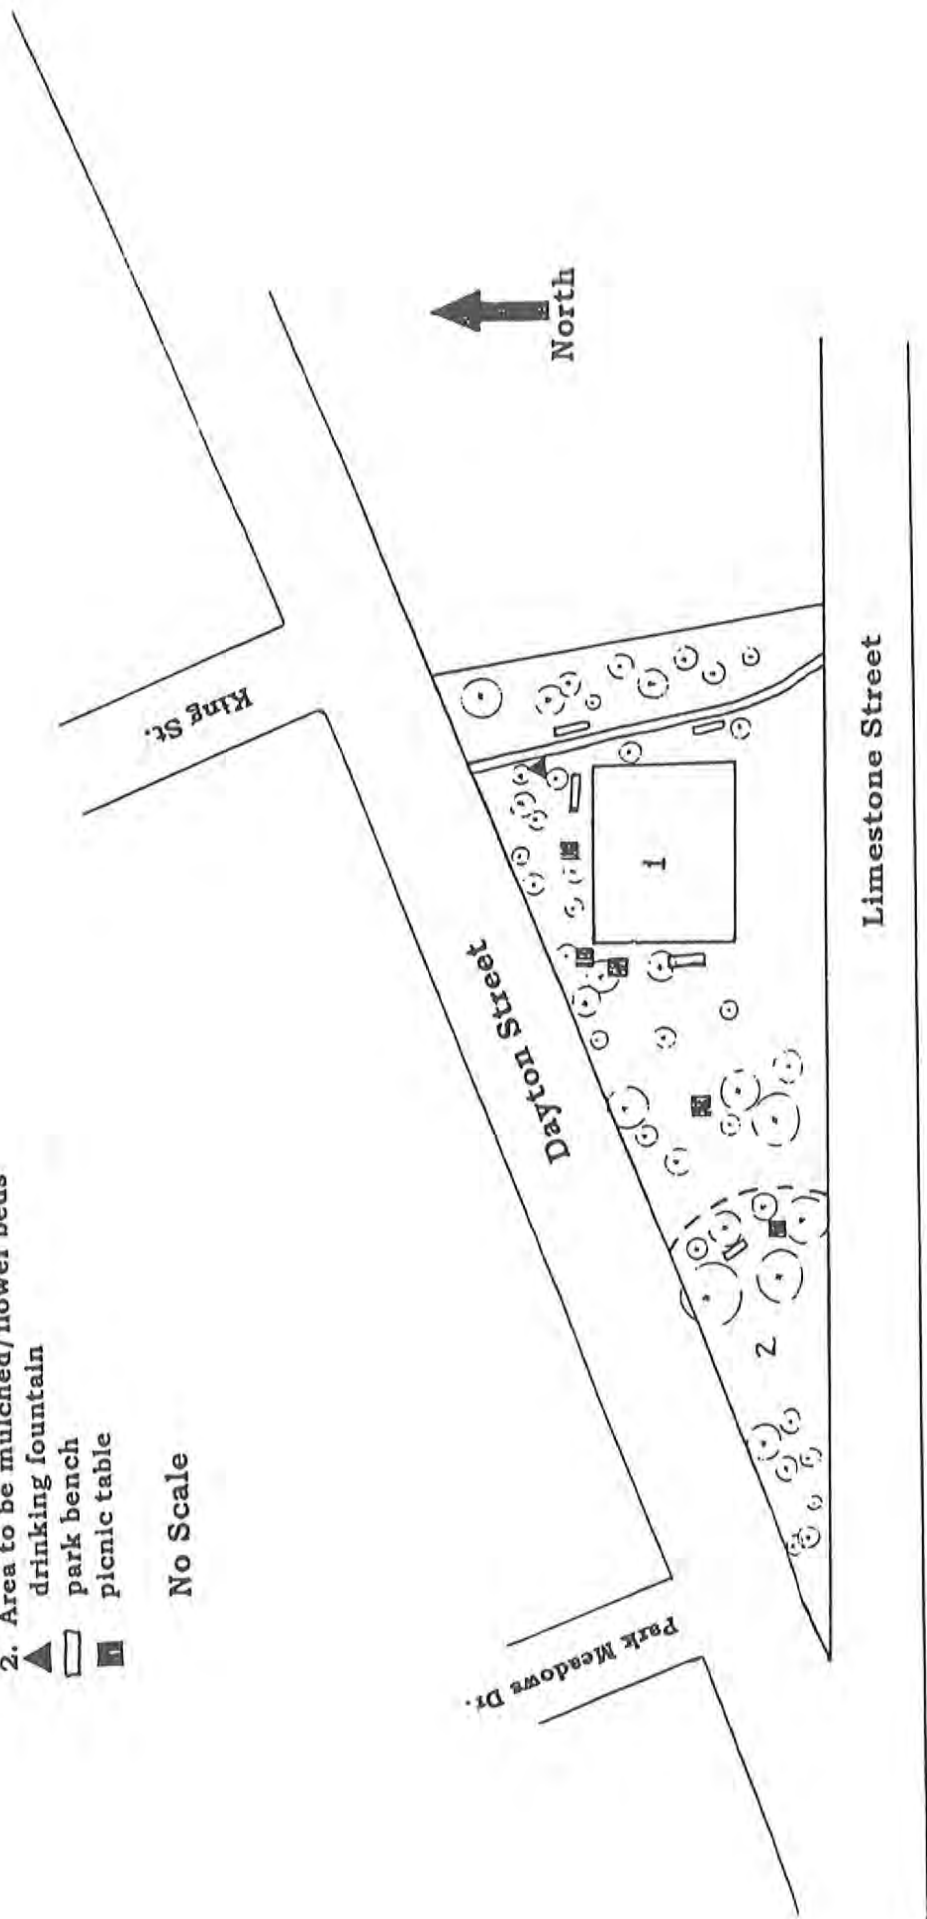 2. Area to be mulched/flower beds
drinking fountain
park bench
picnic table
No Scale
King St.
North
Dayton Street
1
Limestone Street
2
Park Meadows Dr.